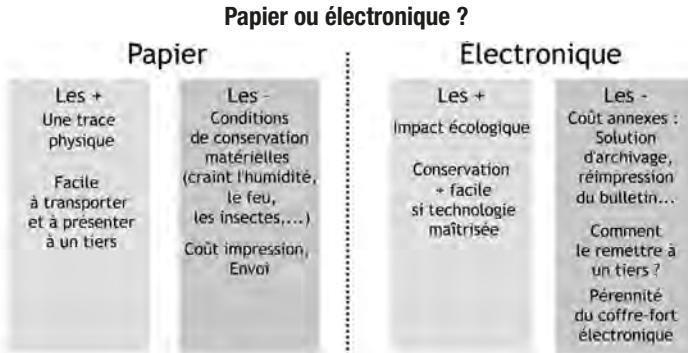 Papier ou électronique ?
Papier
Les +
Une trace
physique
Facile
à transporter
et à présenter
à un tiers
Les -
Conditions
de conservation
matérielles
(craint l'humidité,
le feu,
les insectes,...)
Coût impression,
Envoi
Électronique
Les +
Impact écologique
Conservation
+ facile
si technologie
maîtrisée
Les -
Coût annexes :
Solution
d'archivage,
réimpression
du bulletin...
Comment
le remettre à
un tiers ?
Pérennité
du coffre-fort
électronique